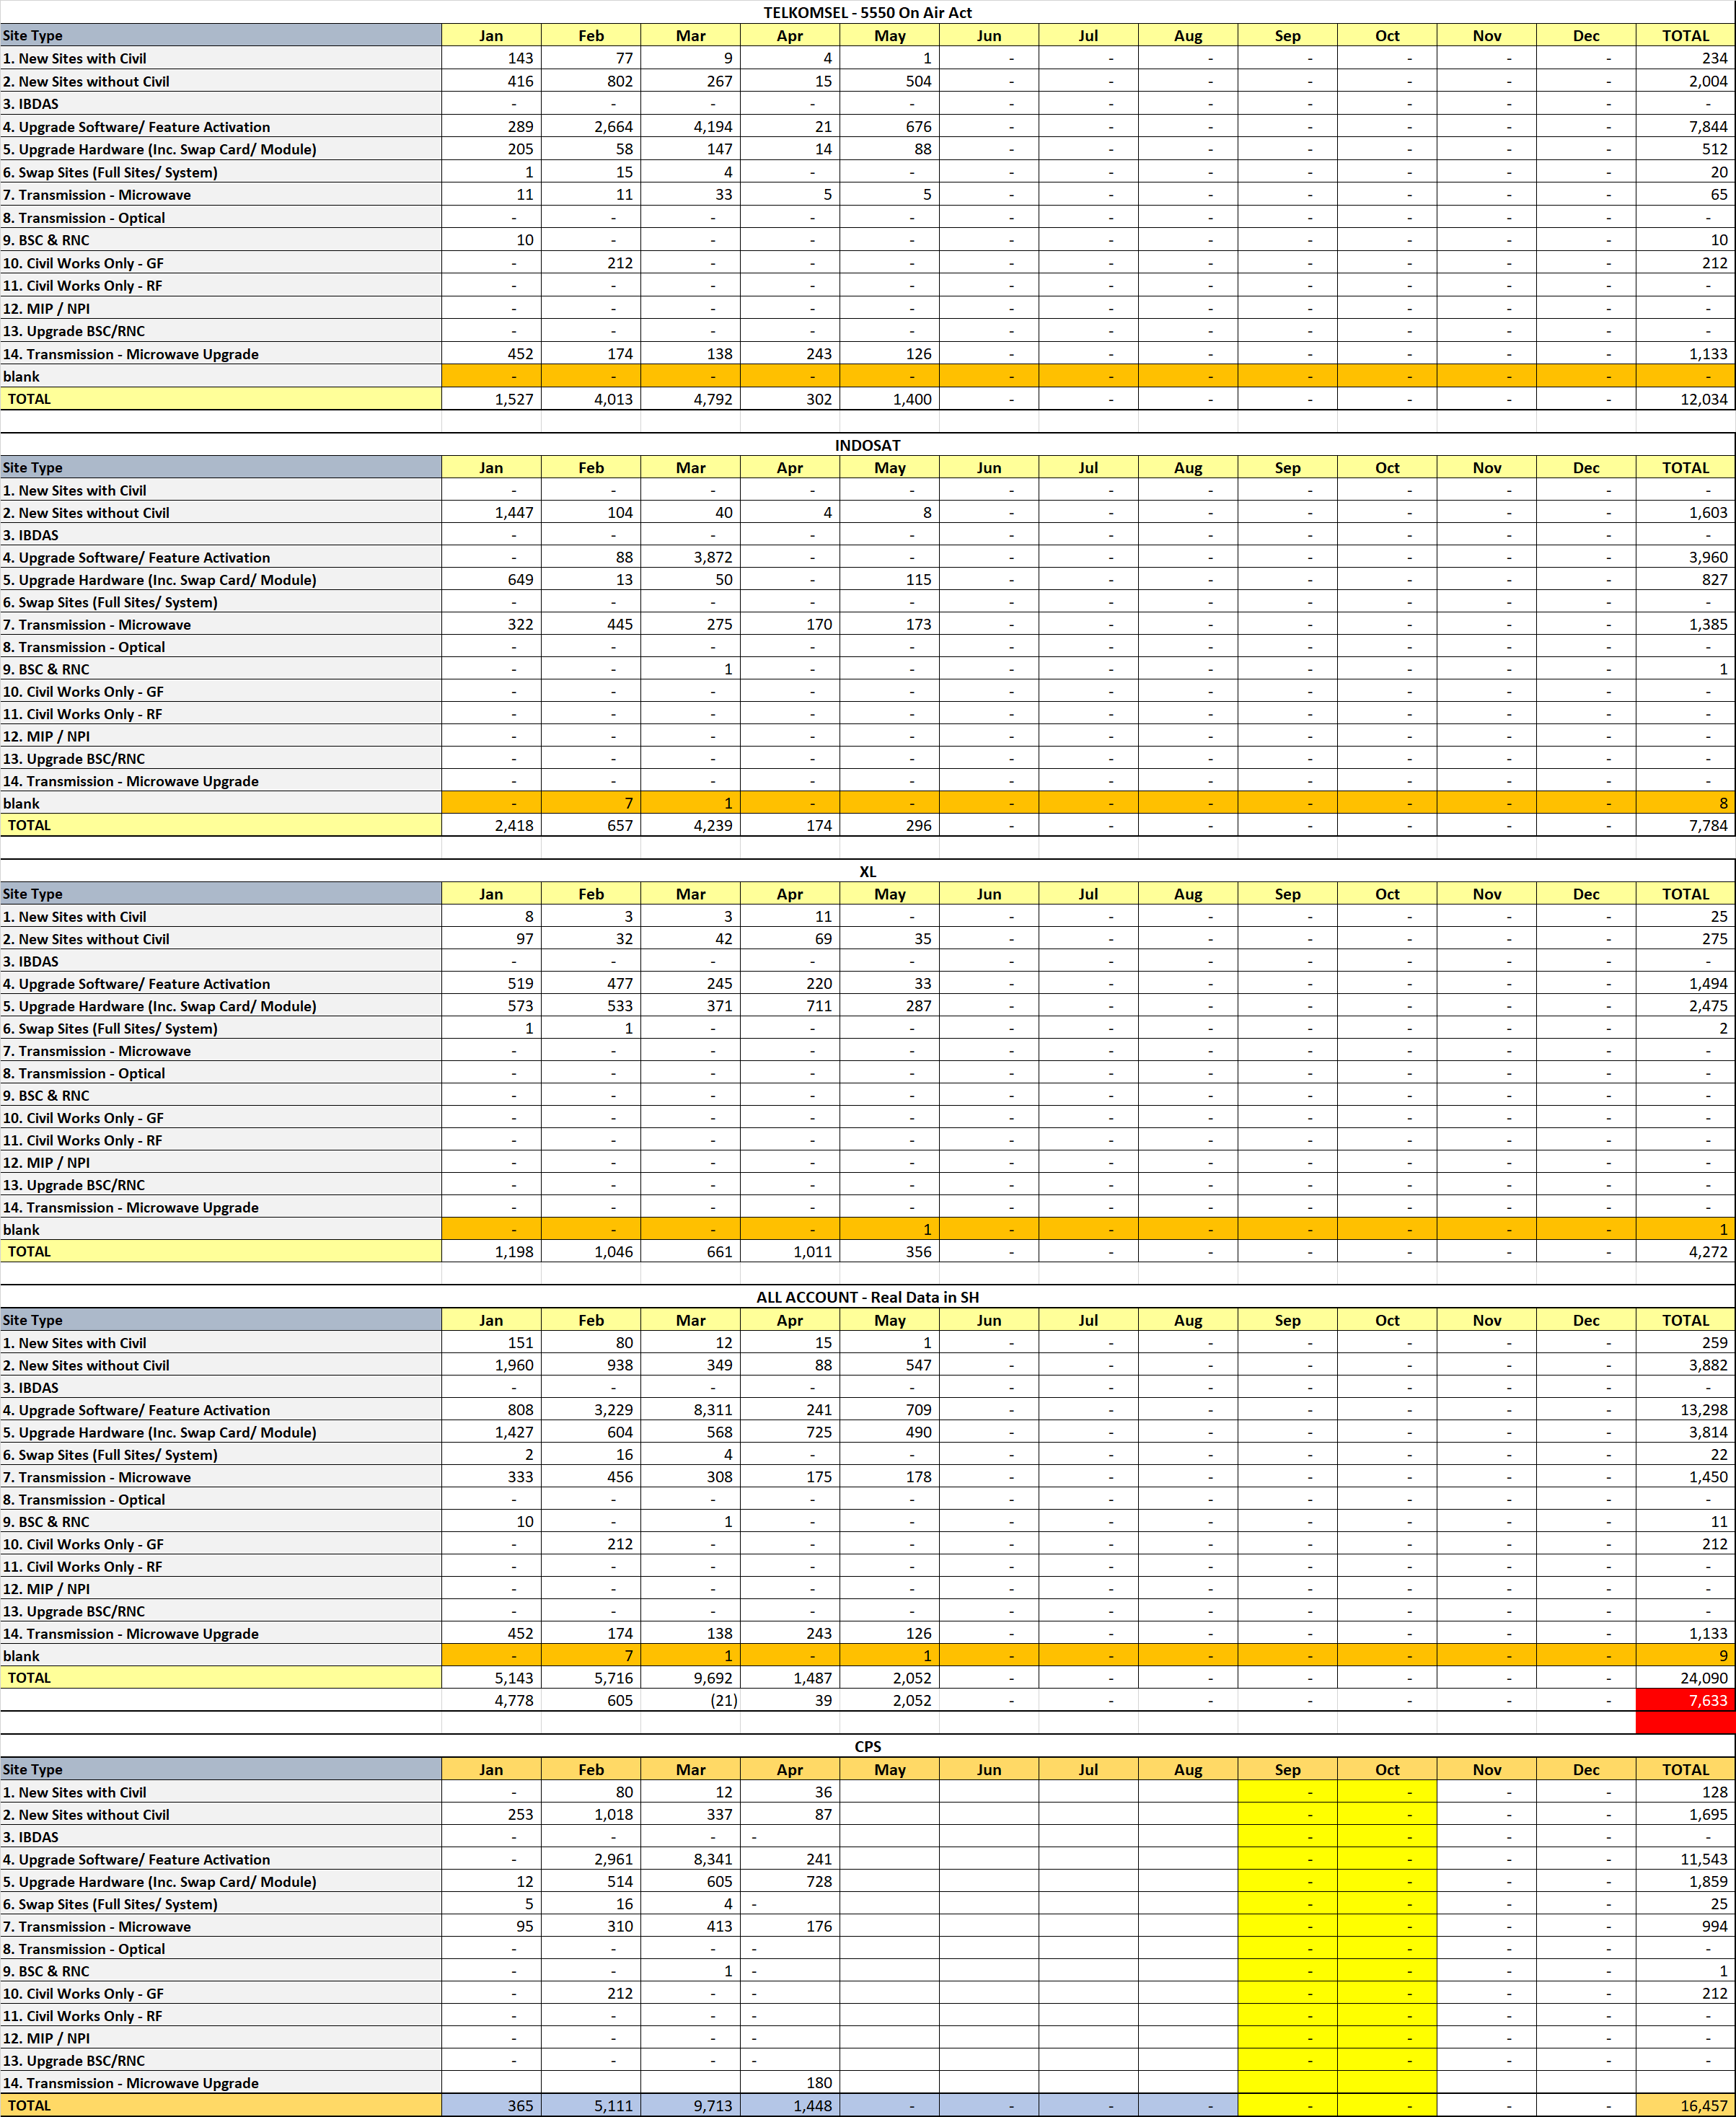 TELKOMSEL - 5550 On Air Act
Site Type Jan Feb Mar Apr May Jun Jul Aug Sep Oct Nov Dec TOTAL
1. New Sites with Civil 143 77 9 4 1 - - - - - - - 234
2. New Sites without Civil 416 802 267 15 504 - - - - - - - 2,004
3. IBDAS - - - - - - - - - - - - -
4. Upgrade Software/ Feature Activation 289 2,664 4,194 21 676 - - - - - - - 7,844
5. Upgrade Hardware (Inc. Swap Card/ Module) 205 58 147 14 88 - - - - - - - 512
6. Swap Sites (Full Sites/ System) 1 15 4 - - - - - - - - - 20
7. Transmission - Microwave 11 11 33 5 5 - - - - - - - 65
8. Transmission - Optical - - - - - - - - - - - - -
9. BSC & RNC 10 - - - - - - - - - - - 10
10. Civil Works Only - GF - 212 - - - - - - - - - - 212
11. Civil Works Only - RF - - - - - - - - - - - - -
12. MIP / NPI - - - - - - - - - - - - -
13. Upgrade BSC/RNC - - - - - - - - - - - - -
14. Transmission - Microwave Upgrade 452 174 138 243 126 - - - - - - - 1,133
blank - - - - - - - - - - - - -
TOTAL 1,527 4,013 4,792 302 1,400 - - - - - - - 12,034
INDOSAT
Site Type Jan Feb Mar Apr May Jun Jul Aug Sep Oct Nov Dec TOTAL
1. New Sites with Civil - - - - - - - - - - - - -
2. New Sites without Civil 1,447 104 40 4 8 - - - - - - - 1,603
3. IBDAS - - - - - - - - - - - - -
4. Upgrade Software/ Feature Activation - 88 3,872 - - - - - - - - - 3,960
5. Upgrade Hardware (Inc. Swap Card/ Module) 649 13 50 - 115 - - - - - - - 827
6. Swap Sites (Full Sites/ System) - - - - - - - - - - - - -
7. Transmission - Microwave 322 445 275 170 173 - - - - - - - 1,385
8. Transmission - Optical - - - - - - - - - - - - -
9. BSC & RNC - - 1 - - - - - - - - - 1
10. Civil Works Only - GF - - - - - - - - - - - - -
11. Civil Works Only - RF - - - - - - - - - - - - -
12. MIP / NPI - - - - - - - - - - - - -
13. Upgrade BSC/RNC - - - - - - - - - - - - -
14. Transmission - Microwave Upgrade - - - - - - - - - - - - -
blank - 7 1 - - - - - - - - - 8
TOTAL 2,418 657 4,239 174 296 - - - - - - - 7,784
XL
Site Type Jan Feb Mar Apr May Jun Jul Aug Sep Oct Nov Dec TOTAL
1. New Sites with Civil 8 3 3 11 - - - - - - - - 25
2. New Sites without Civil 97 32 42 69 35 - - - - - - - 275
3. IBDAS - - - - - - - - - - - - -
4. Upgrade Software/ Feature Activation 519 477 245 220 33 - - - - - - - 1,494
5. Upgrade Hardware (Inc. Swap Card/ Module) 573 533 371 711 287 - - - - - - - 2,475
6. Swap Sites (Full Sites/ System) 1 1 - - - - - - - - - - 2
7. Transmission - Microwave - - - - - - - - - - - - -
8. Transmission - Optical - - - - - - - - - - - - -
9. BSC & RNC - - - - - - - - - - - - -
10. Civil Works Only - GF - - - - - - - - - - - - -
11. Civil Works Only - RF - - - - - - - - - - - - -
12. MIP / NPI - - - - - - - - - - - - -
13. Upgrade BSC/RNC - - - - - - - - - - - - -
14. Transmission - Microwave Upgrade - - - - - - - - - - - - -
blank - - - - 1 - - - - - - - 1
TOTAL 1,198 1,046 661 1,011 356 - - - - - - - 4,272
ALL ACCOUNT - Real Data in SH
Site Type Jan Feb Mar Apr May Jun Jul Aug Sep Oct Nov Dec TOTAL
1. New Sites with Civil 151 80 12 15 1 - - - - - - - 259
2. New Sites without Civil 1,960 938 349 88 547 - - - - - - - 3,882
3. IBDAS - - - - - - - - - - - - -
4. Upgrade Software/ Feature Activation 808 3,229 8,311 241 709 - - - - - - - 13,298
5. Upgrade Hardware (Inc. Swap Card/ Module) 1,427 604 568 725 490 - - - - - - - 3,814
6. Swap Sites (Full Sites/ System) 2 16 4 - - - - - - - - - 22
7. Transmission - Microwave 333 456 308 175 178 - - - - - - - 1,450
8. Transmission - Optical - - - - - - - - - - - - -
9. BSC & RNC 10 - 1 - - - - - - - - - 11
10. Civil Works Only - GF - 212 - - - - - - - - - - 212
11. Civil Works Only - RF - - - - - - - - - - - - -
12. MIP / NPI - - - - - - - - - - - - -
13. Upgrade BSC/RNC - - - - - - - - - - - - -
14. Transmission - Microwave Upgrade 452 174 138 243 126 - - - - - - - 1,133
blank - 7 1 - 1 - - - - - - - 9
TOTAL 5,143 5,716 9,692 1,487 2,052 - - - - - - - 24,090
4,778 605 (21) 39 2,052 - - - - - - - 7,633
CPS
Site Type Jan Feb Mar Apr May Jun Jul Aug Sep Oct Nov Dec TOTAL
1. New Sites with Civil - 80 12 36 - - - - 128
2. New Sites without Civil 253 1,018 337 87 - - - - 1,695
3. IBDAS - - - - - - - - -
4. Upgrade Software/ Feature Activation - 2,961 8,341 241 - - - - 11,543
5. Upgrade Hardware (Inc. Swap Card/ Module) 12 514 605 728 - - - - 1,859
6. Swap Sites (Full Sites/ System) 5 16 4 - - - - - 25
7. Transmission - Microwave 95 310 413 176 - - - - 994
8. Transmission - Optical - - - - - - - - -
9. BSC & RNC - - 1 - - - - - 1
10. Civil Works Only - GF - 212 - - - - - - 212
11. Civil Works Only - RF - - - - - - - - -
12. MIP / NPI - - - - - - - - -
13. Upgrade BSC/RNC - - - - - - - - -
14. Transmission - Microwave Upgrade 180
TOTAL 365 5,111 9,713 1,448 - - - - - - - - 16,457